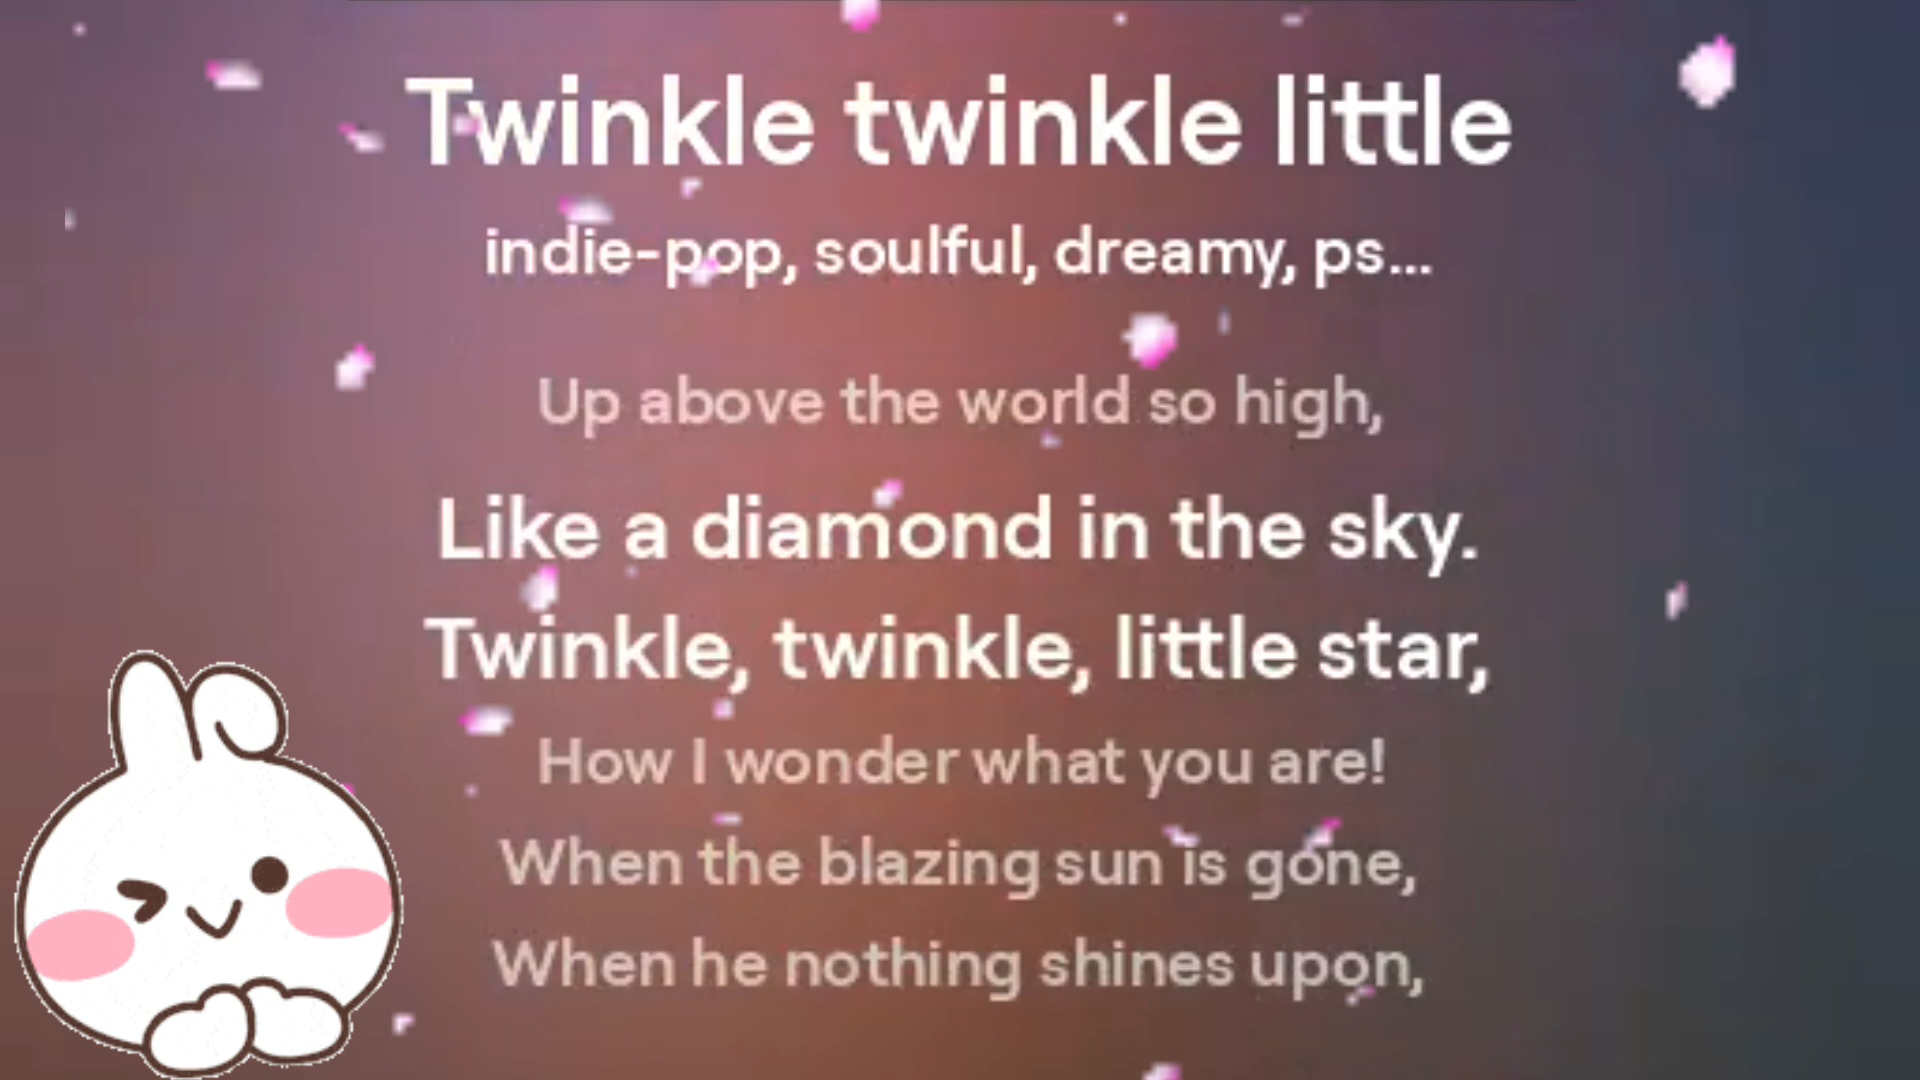 Twinkle twinkle little
indie-pop, soulful, dreamy, ps...
Up above the world so high,
Like a diamond in the sky.
Twinkle, twinkle, little star,
How I wonder what you are!
When the blazing sun is gone,
When he nothing shines upon,